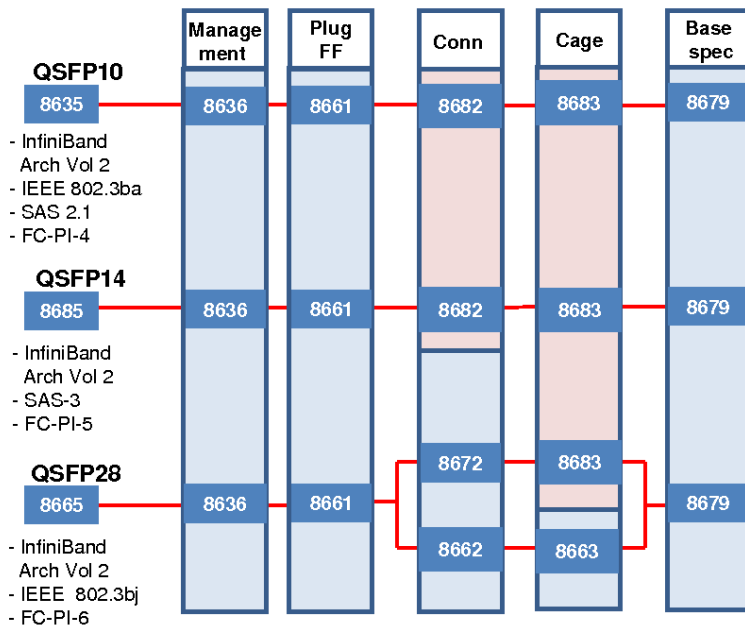 Manage
ment
Plug
FF
Conn
Cage
Base
spec
QSFP10
8635
8636
8661
8682
8683
8679
- InfiniBand
Arch Vol 2
- IEEE 802.3ba
- SAS 2.1
- FC-PI-4
QSFP14
8685
8636
8661
8682
8683
8679
- InfiniBand
Arch Vol 2
- SAS-3
- FC-PI-5
QSFP28
8665
8636
8661
8672
8683
8662
8663
8679
- InfiniBand
Arch Vol 2
- IEEE 802.3bj
- FC-PI-6